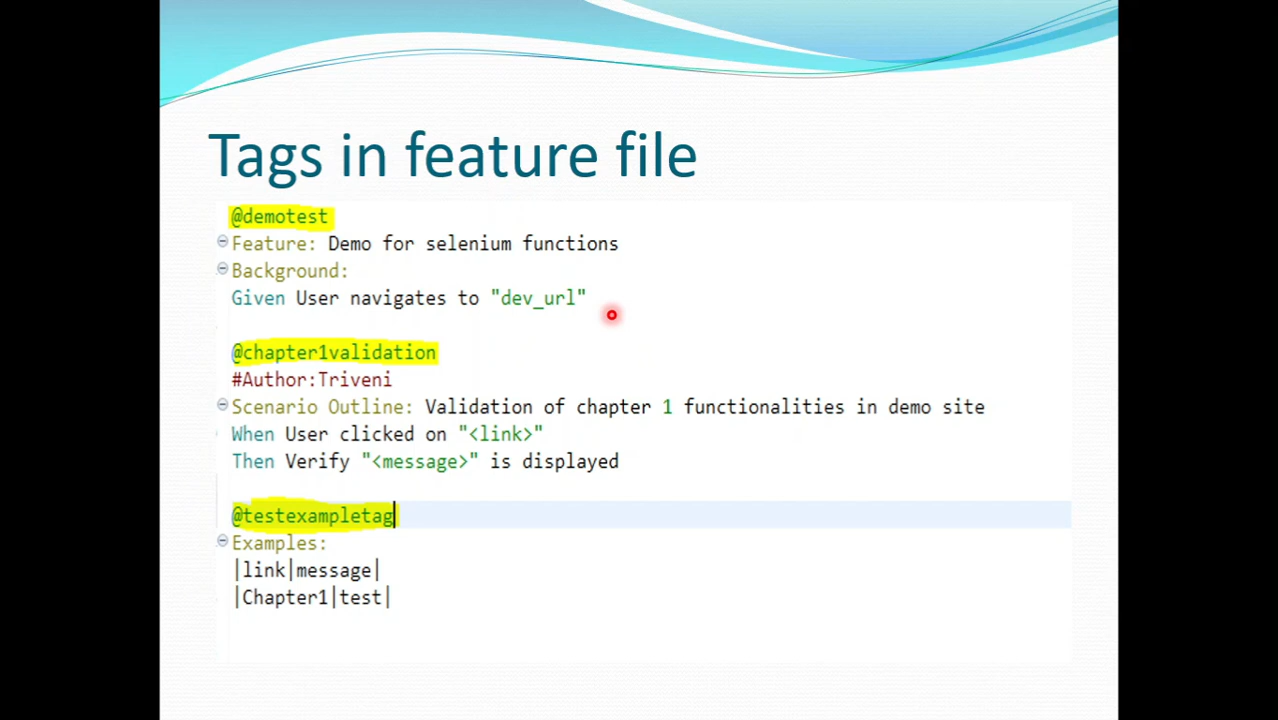 Tags in feature file
@demotest
Feature: Demo for selenium functions
Background:
Given User navigates to "dev_url"
@chapter1validation
#Author:Triveni
Scenario Outline: Validation of chapter 1 functionalities in demo site
When User clicked on "<link>"
Then Verify "<message>" is displayed
@testexampletag
Examples:
|link|message|
|Chapter1|test|